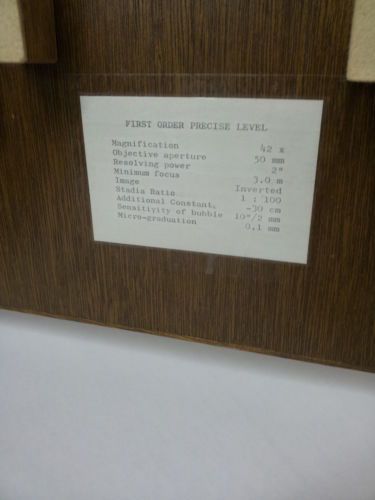 FIRST ORDER PRECISE LEVEL
Magnification 42 x
Objective aperture 50 mm
Resolving power 2"
Minimum focus 3.0 m
Image Inverted
Stadia Ratio 1 : 100
Additional Constant, -30 cm
Sensitiyity of bubble 10"/2 mm
Micro-graduation 0.1 mm